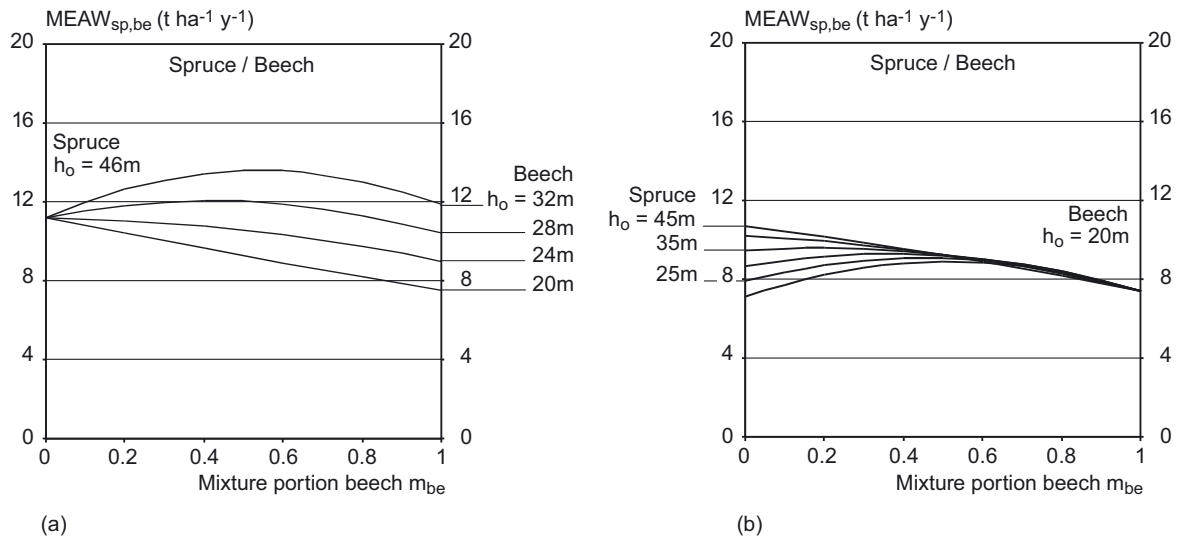 MEAWsp,be (t ha-1 y-1)
20
16
12
8
4
0
Spruce / Beech
Spruce
ho = 46m
20
16
12
8
4
0
Beech
ho = 32m
28m
24m
20m
0 0.2 0.4 0.6 0.8 1
Mixture portion beech mbe
(a)
MEAWsp,be (t ha-1 y-1)
20
16
12
8
4
0
Spruce / Beech
Spruce
ho = 45m
35m
25m
20
16
12
8
4
0
Beech
ho = 20m
0 0.2 0.4 0.6 0.8 1
Mixture portion beech mbe
(b)